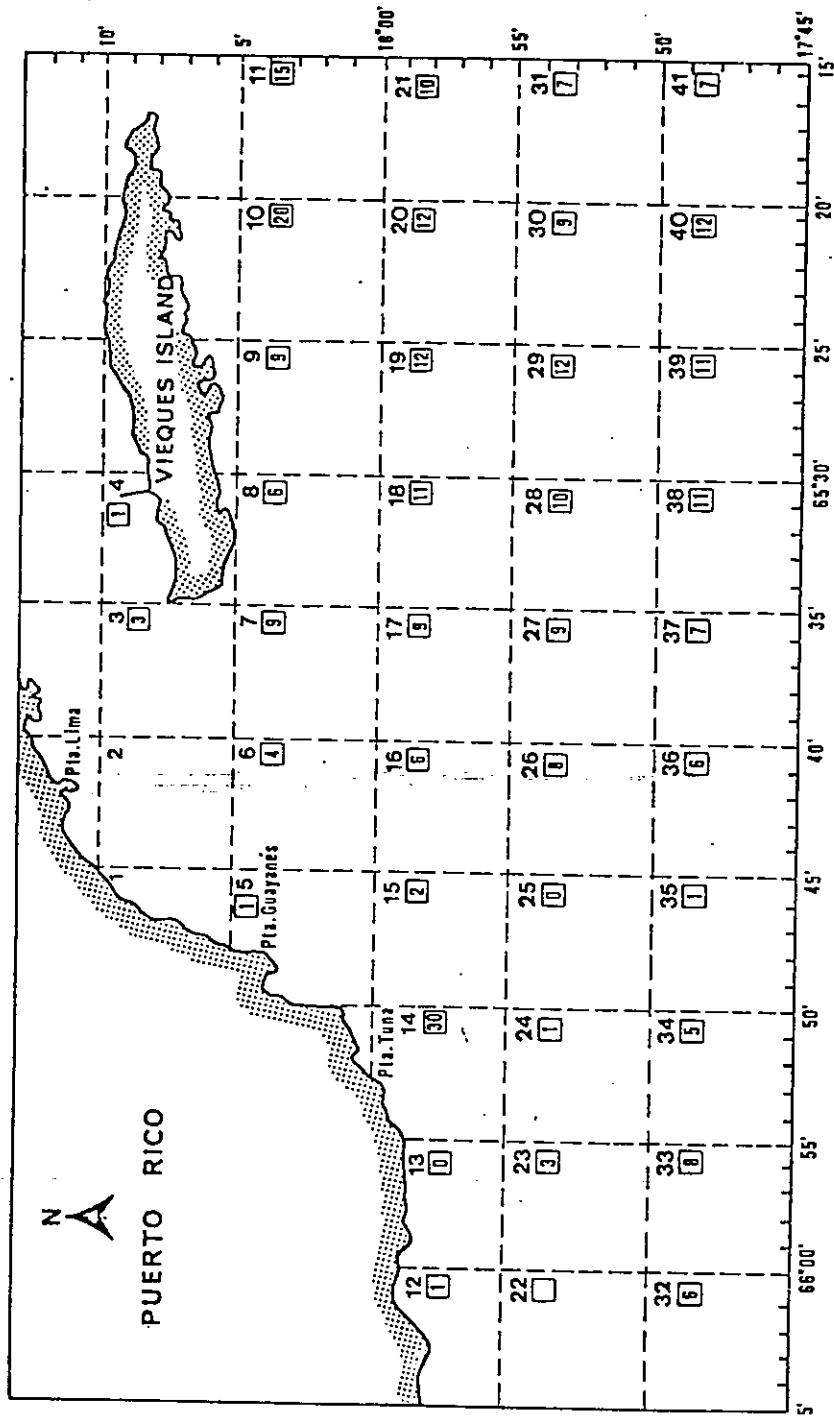 N
PUERTO RICO
Pta.Lima
VIEQUES ISLAND
Pta.Guayanés
Pta.Tuna
1 2 3 4 10'
3 1
5 6 7 8 9 10 11 5'
1 4 9 6 9 20 15
12 13 14 15 16 17 18 19 20 21 18°00'
1 0 30 2 6 9 11 12 12 10
22 23 24 25 26 27 28 29 30 31 55'
3 1 0 8 9 10 12 9 7
32 33 34 35 36 37 38 39 40 41 50'
6 8 5 1 6 7 11 11 12 7
17°45'
5' 66°00' 55' 50' 45' 40' 35' 65°30' 25' 20' 15'